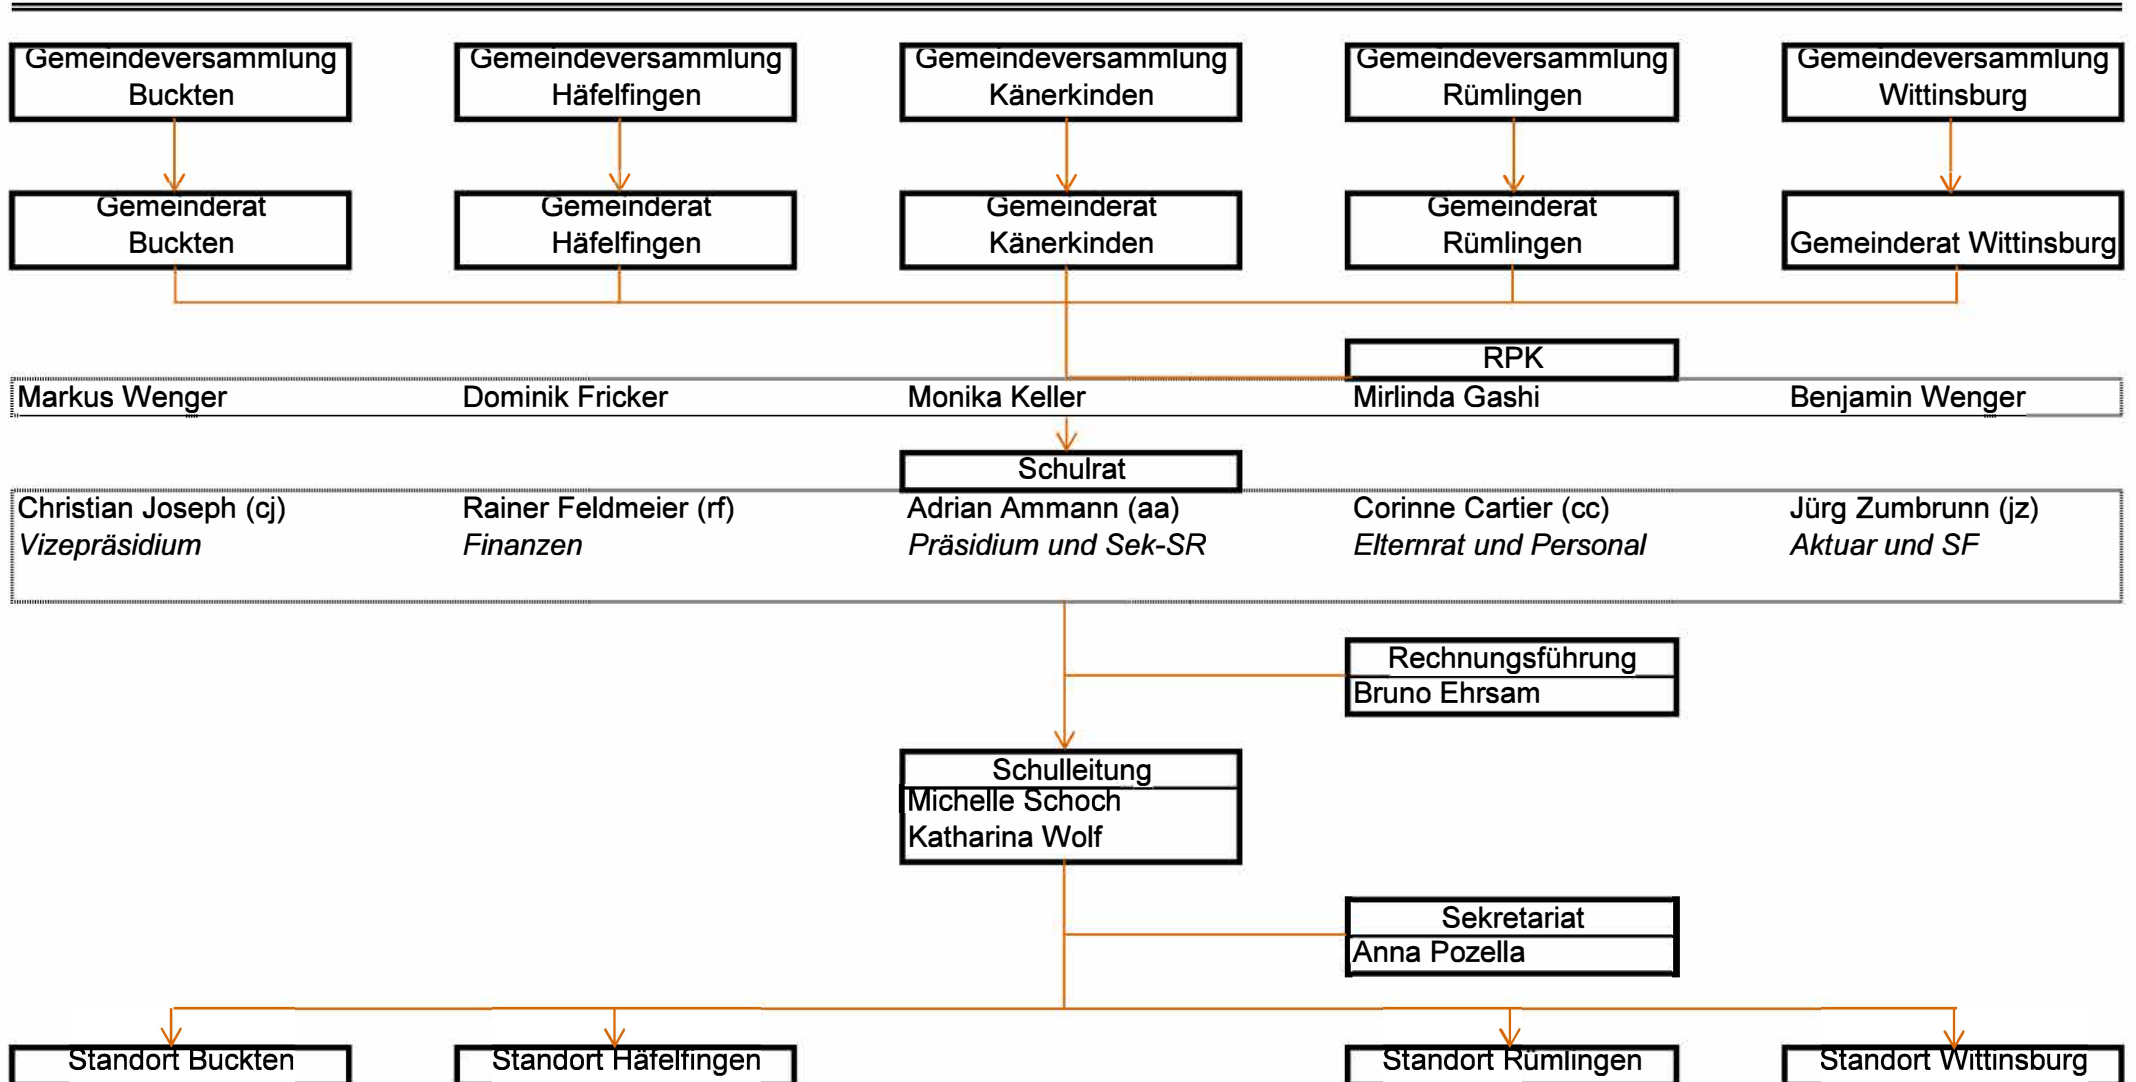 Gemeindeversammlung Buckten
Gemeindeversammlung Häfelfingen
Gemeindeversammlung Känerkinden
Gemeindeversammlung Rümlingen
Gemeindeversammlung Wittinsburg
Gemeinderat Buckten
Gemeinderat Häfelfingen
Gemeinderat Känerkinden
Gemeinderat Rümlingen
Gemeinderat Wittinsburg
RPK
Markus Wenger
Dominik Fricker
Monika Keller
Mirlinda Gashi
Benjamin Wenger
Schulrat
Christian Joseph (cj)
Vizepräsidium
Rainer Feldmeier (rf)
Finanzen
Adrian Ammann (aa)
Präsidium und Sek-SR
Corinne Cartier (cc)
Elternrat und Personal
Jürg Zumbrunn (jz)
Aktuar und SF
Rechnungsführung
Bruno Ehrsam
Schulleitung
Michelle Schoch
Katharina Wolf
Sekretariat
Anna Pozella
Standort Buckten
Standort Häfelfingen
Standort Rümlingen
Standort Wittinsburg